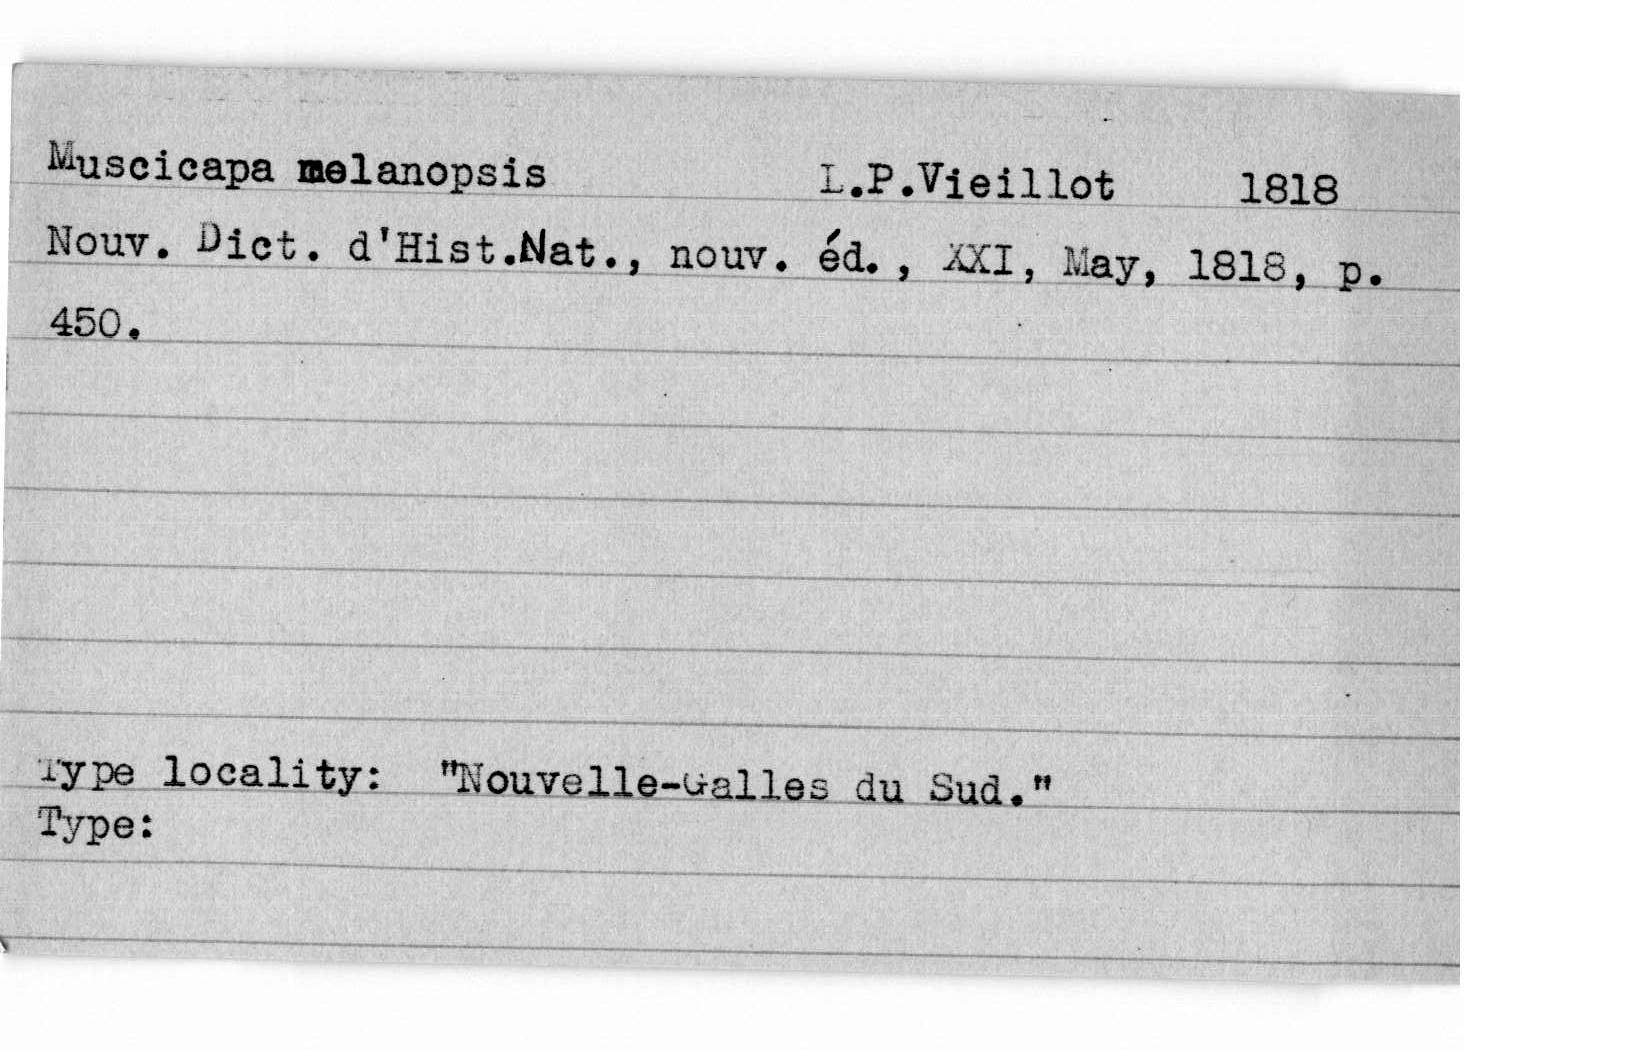 Muscicapa melanopsis L.P.Vieillot 1818
Nouv. Dict. d'Hist.Nat., nouv. éd., XXI, May, 1818, p.
450.
Type locality: "Nouvelle-Galles du Sud."
Type: